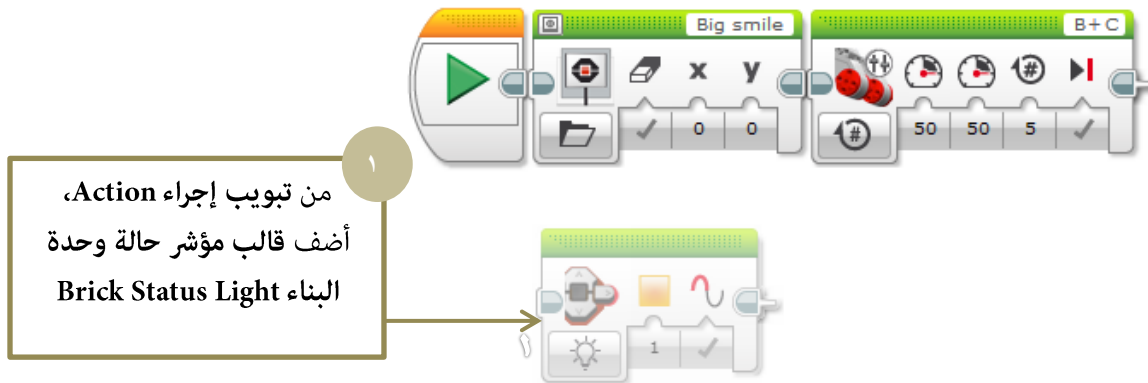 Big smile
B+C
x y
#
0 0
#
50 50 5
١
من تبويب إجراء Action،
أضف قالب مؤشر حالة وحدة
البناء Brick Status Light
1